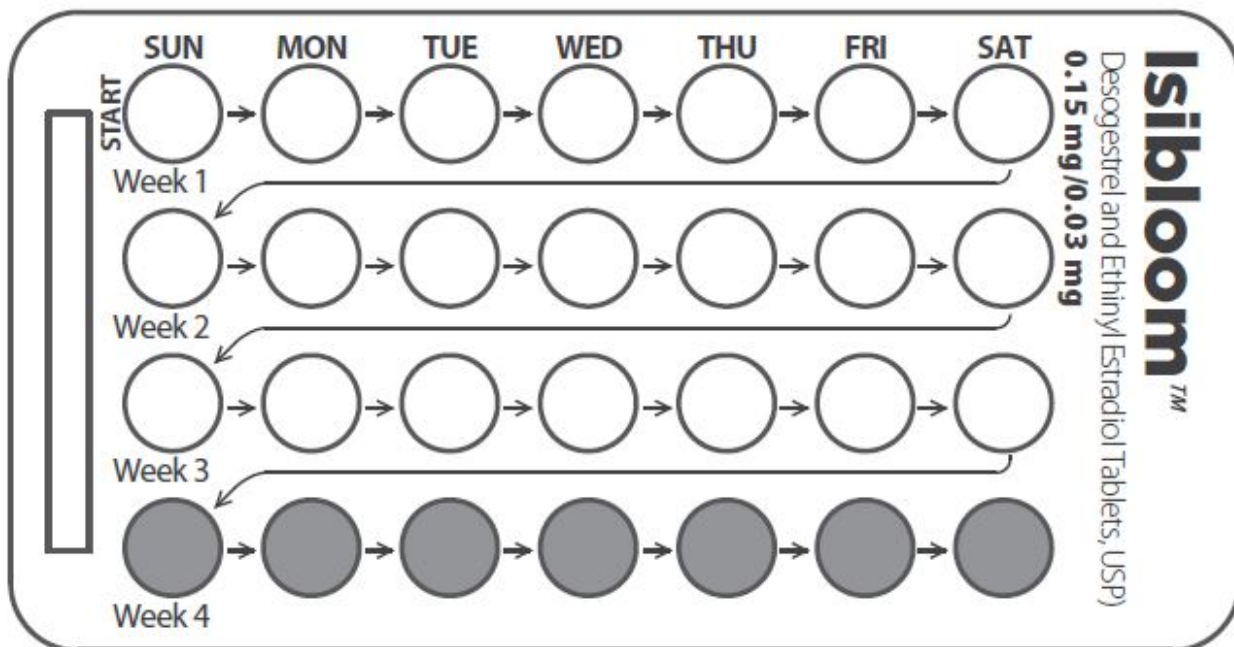 SUN MON TUE WED THU FRI SAT
START
Week 1
Week 2
Week 3
Week 4
Isibloom™
Desogestrel and Ethinyl Estradiol Tablets, USP)
0.15 mg/0.03 mg